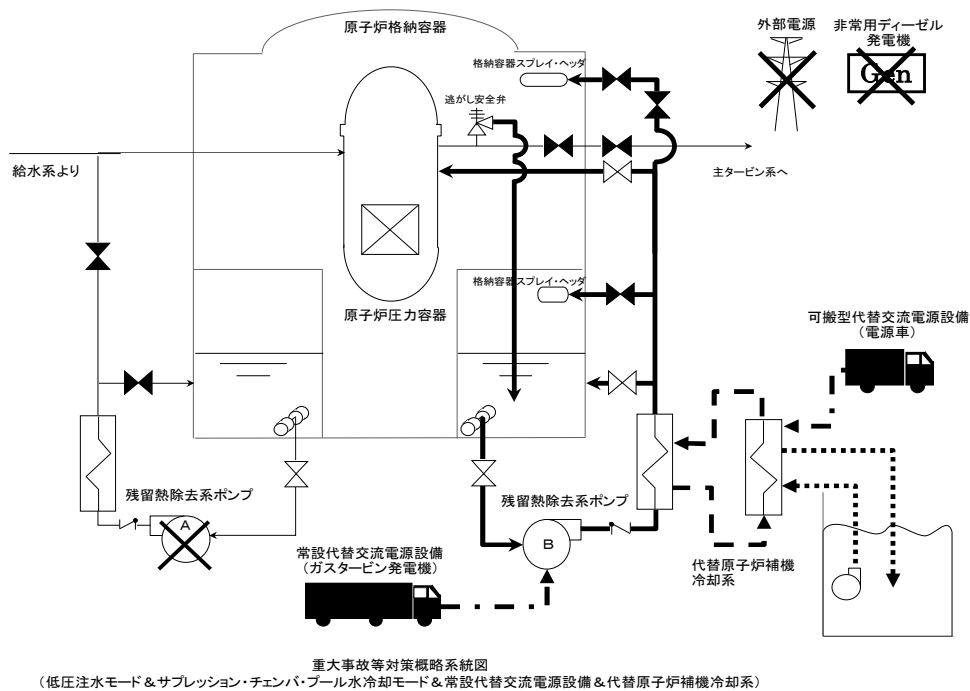 原子炉格納容器
外部電源
非常用ディーゼル
発電機
Gen
格納容器スプレイ・ヘッダ
逃がし安全弁
給水系より
主タービン系へ
格納容器スプレイ・ヘッダ
原子炉圧力容器
可搬型代替交流電源設備
（電源車）
残留熱除去系ポンプ
A
残留熱除去系ポンプ
B
代替原子炉補機
冷却系
常設代替交流電源設備
（ガスタービン発電機）
重大事故等対策概略系統図
（低圧注水モード＆サプレッション・チェンバ・プール水冷却モード＆常設代替交流電源設備＆代替原子炉補機冷却系）